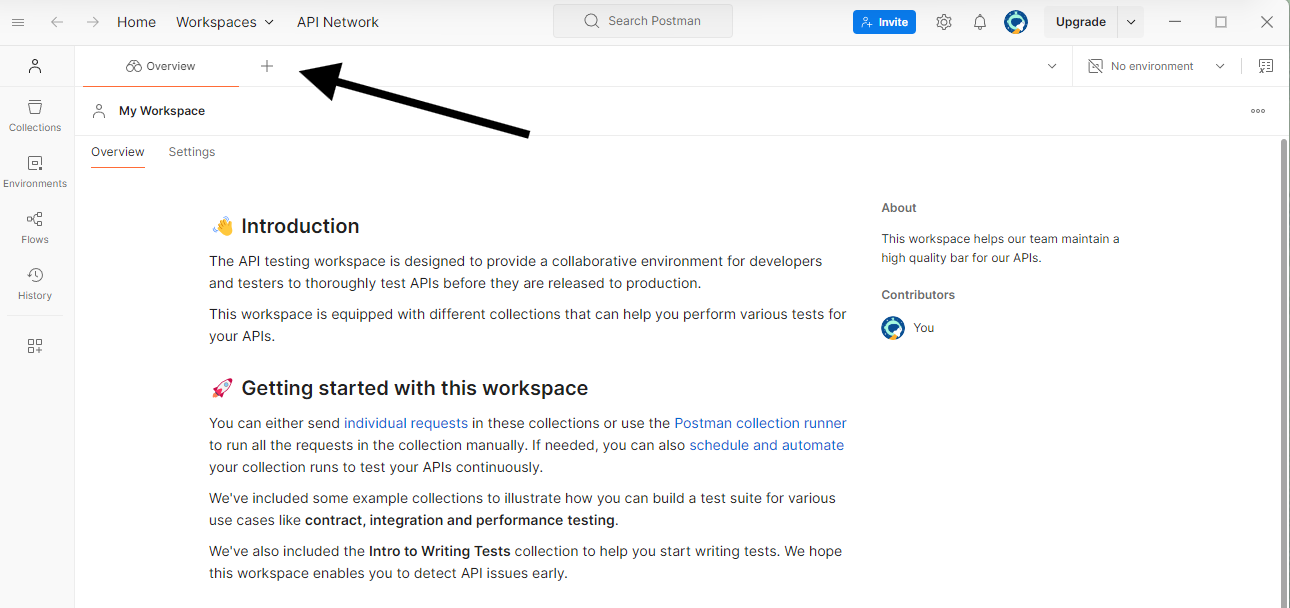 Home Workspaces API Network Search Postman Invite Upgrade
Overview No environment
My Workspace
Collections
Environments
Flows
History
Overview Settings
Introduction
The API testing workspace is designed to provide a collaborative environment for developers
and testers to thoroughly test APIs before they are released to production.
This workspace is equipped with different collections that can help you perform various tests for
your APIs.
Getting started with this workspace
You can either send individual requests in these collections or use the Postman collection runner
to run all the requests in the collection manually. If needed, you can also schedule and automate
your collection runs to test your APIs continuously.
We've included some example collections to illustrate how you can build a test suite for various
use cases like contract, integration and performance testing.
We've also included the Intro to Writing Tests collection to help you start writing tests. We hope
this workspace enables you to detect API issues early.
About
This workspace helps our team maintain a
high quality bar for our APIs.
Contributors
You